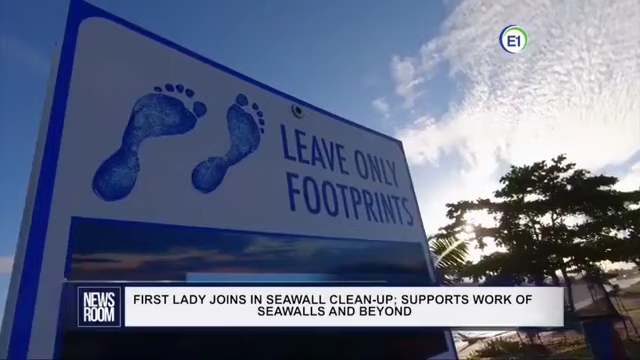 E1
LEAVE ONLY
FOOTPRINTS
NEWS
ROOM
FIRST LADY JOINS IN SEAWALL CLEAN-UP; SUPPORTS WORK OF
SEAWALLS AND BEYOND